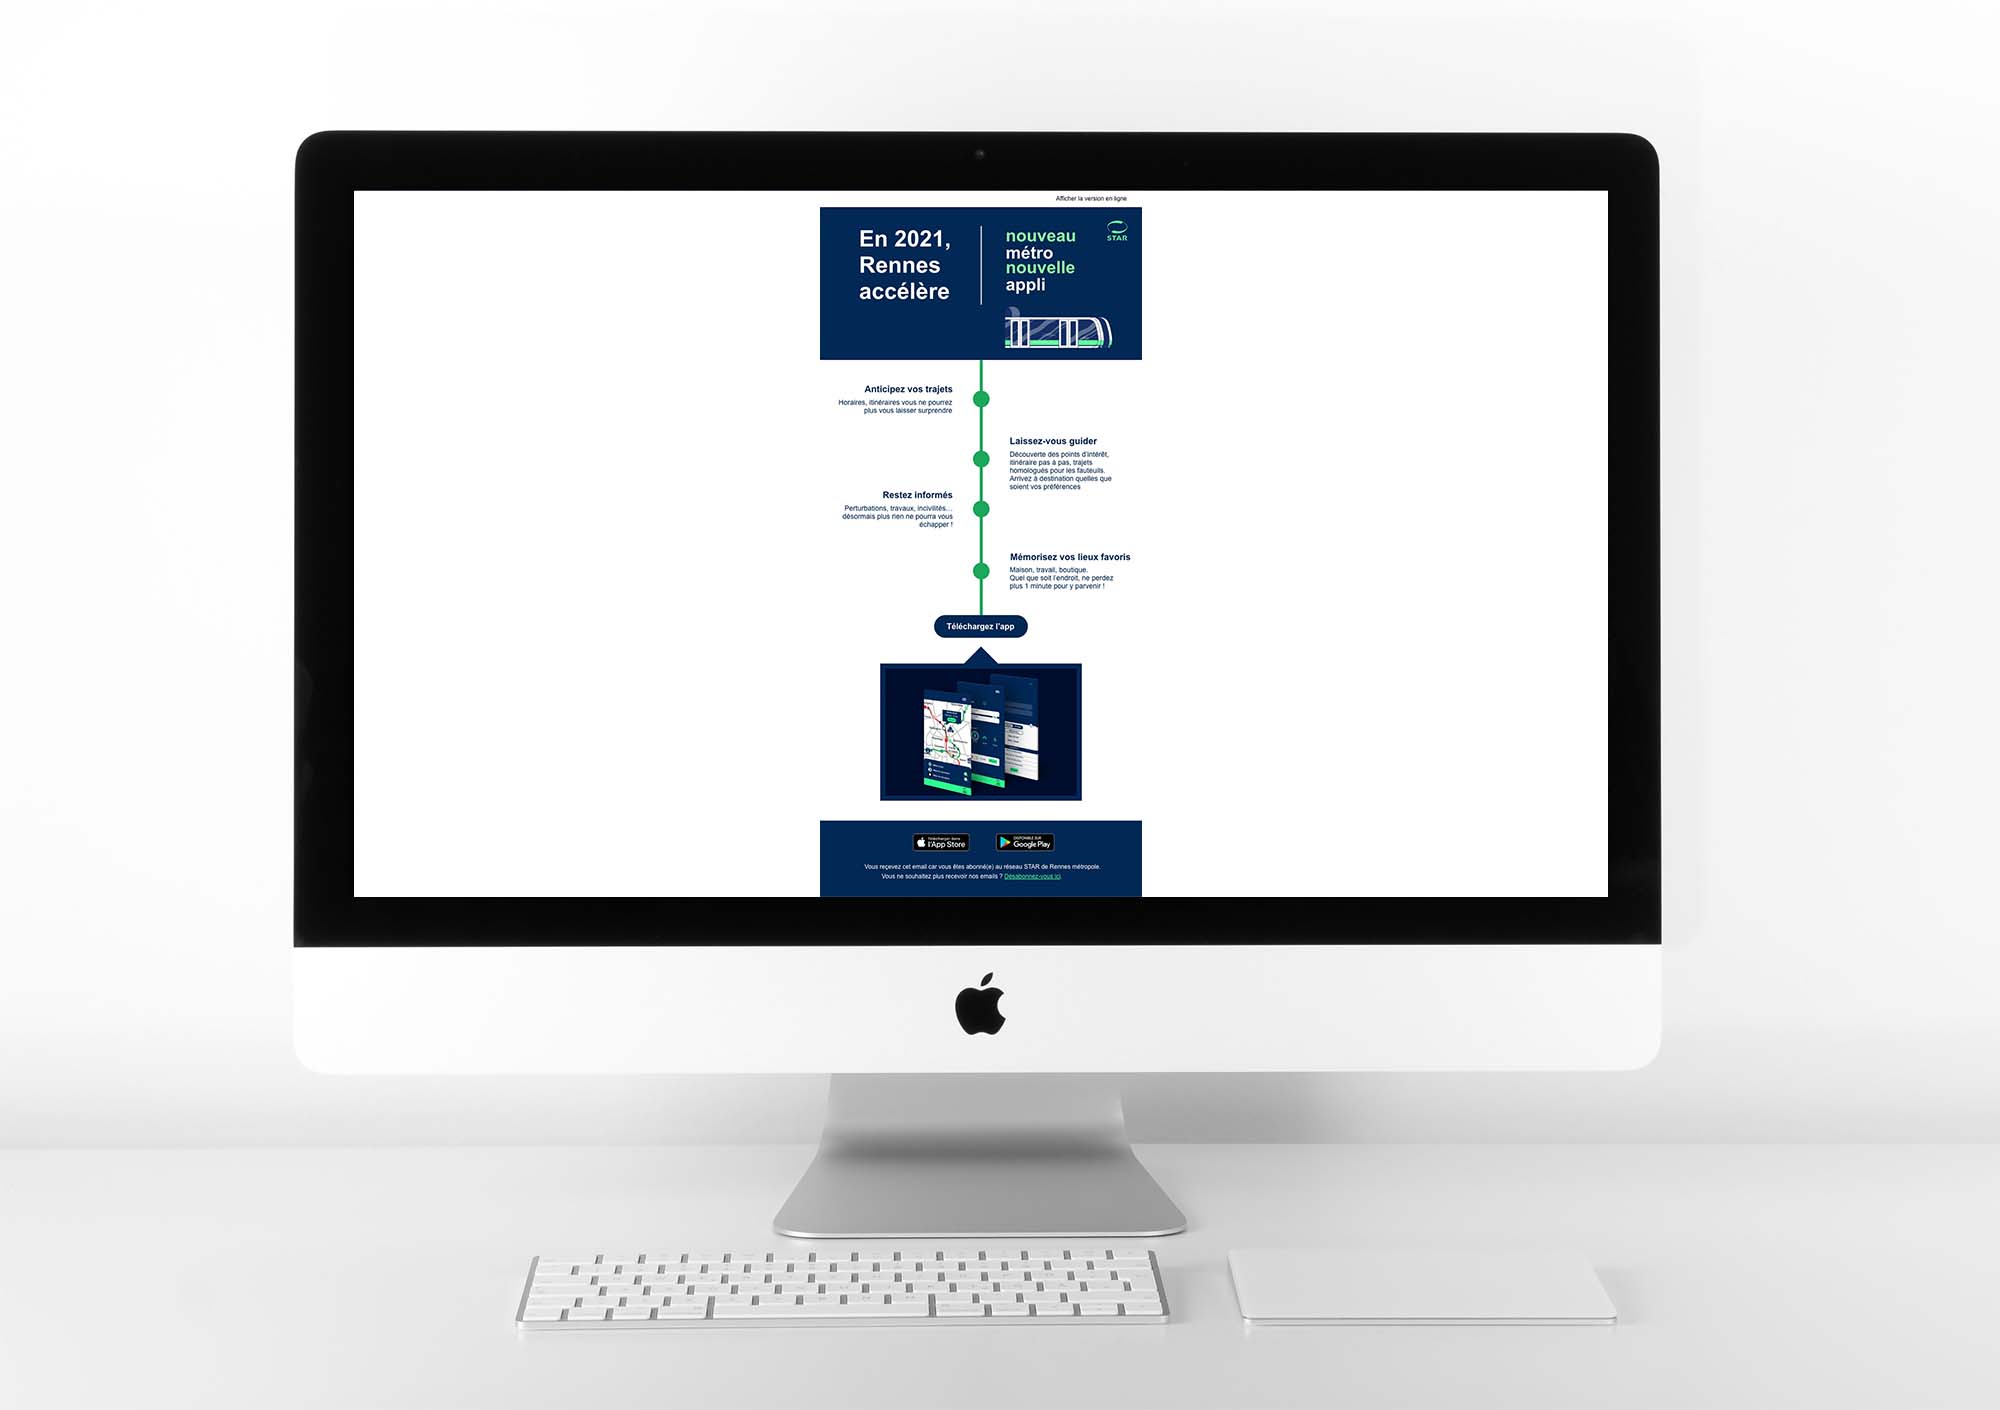 Afficher la version en ligne
En 2021,
Rennes
accélère
nouveau
métro
nouvelle
appli
STAR
Anticipez vos trajets
Horaires, itinéraires vous ne pourrez
plus vous laisser surprendre
Laissez-vous guider
Découverte des points d'intérêt,
itinéraire pas à pas, trajets
homologués pour les fauteuils.
Arrivez à destination quelles que
soient vos préférences
Restez informés
Perturbations, travaux, incivilités...
désormais plus rien ne pourra vous
échapper !
Mémorisez vos lieux favoris
Maison, travail, boutique.
Quel que soit l'endroit, ne perdez
plus 1 minute pour y parvenir !
Téléchargez l'app
Télécharger dans
l'App Store
DISPONIBLE SUR
Google Play
Vous reçevez cet email car vous êtes abonné(e) au réseau STAR de Rennes métropole.
Vous ne souhaitez plus recevoir nos emails ? Désabonnez-vous ici.